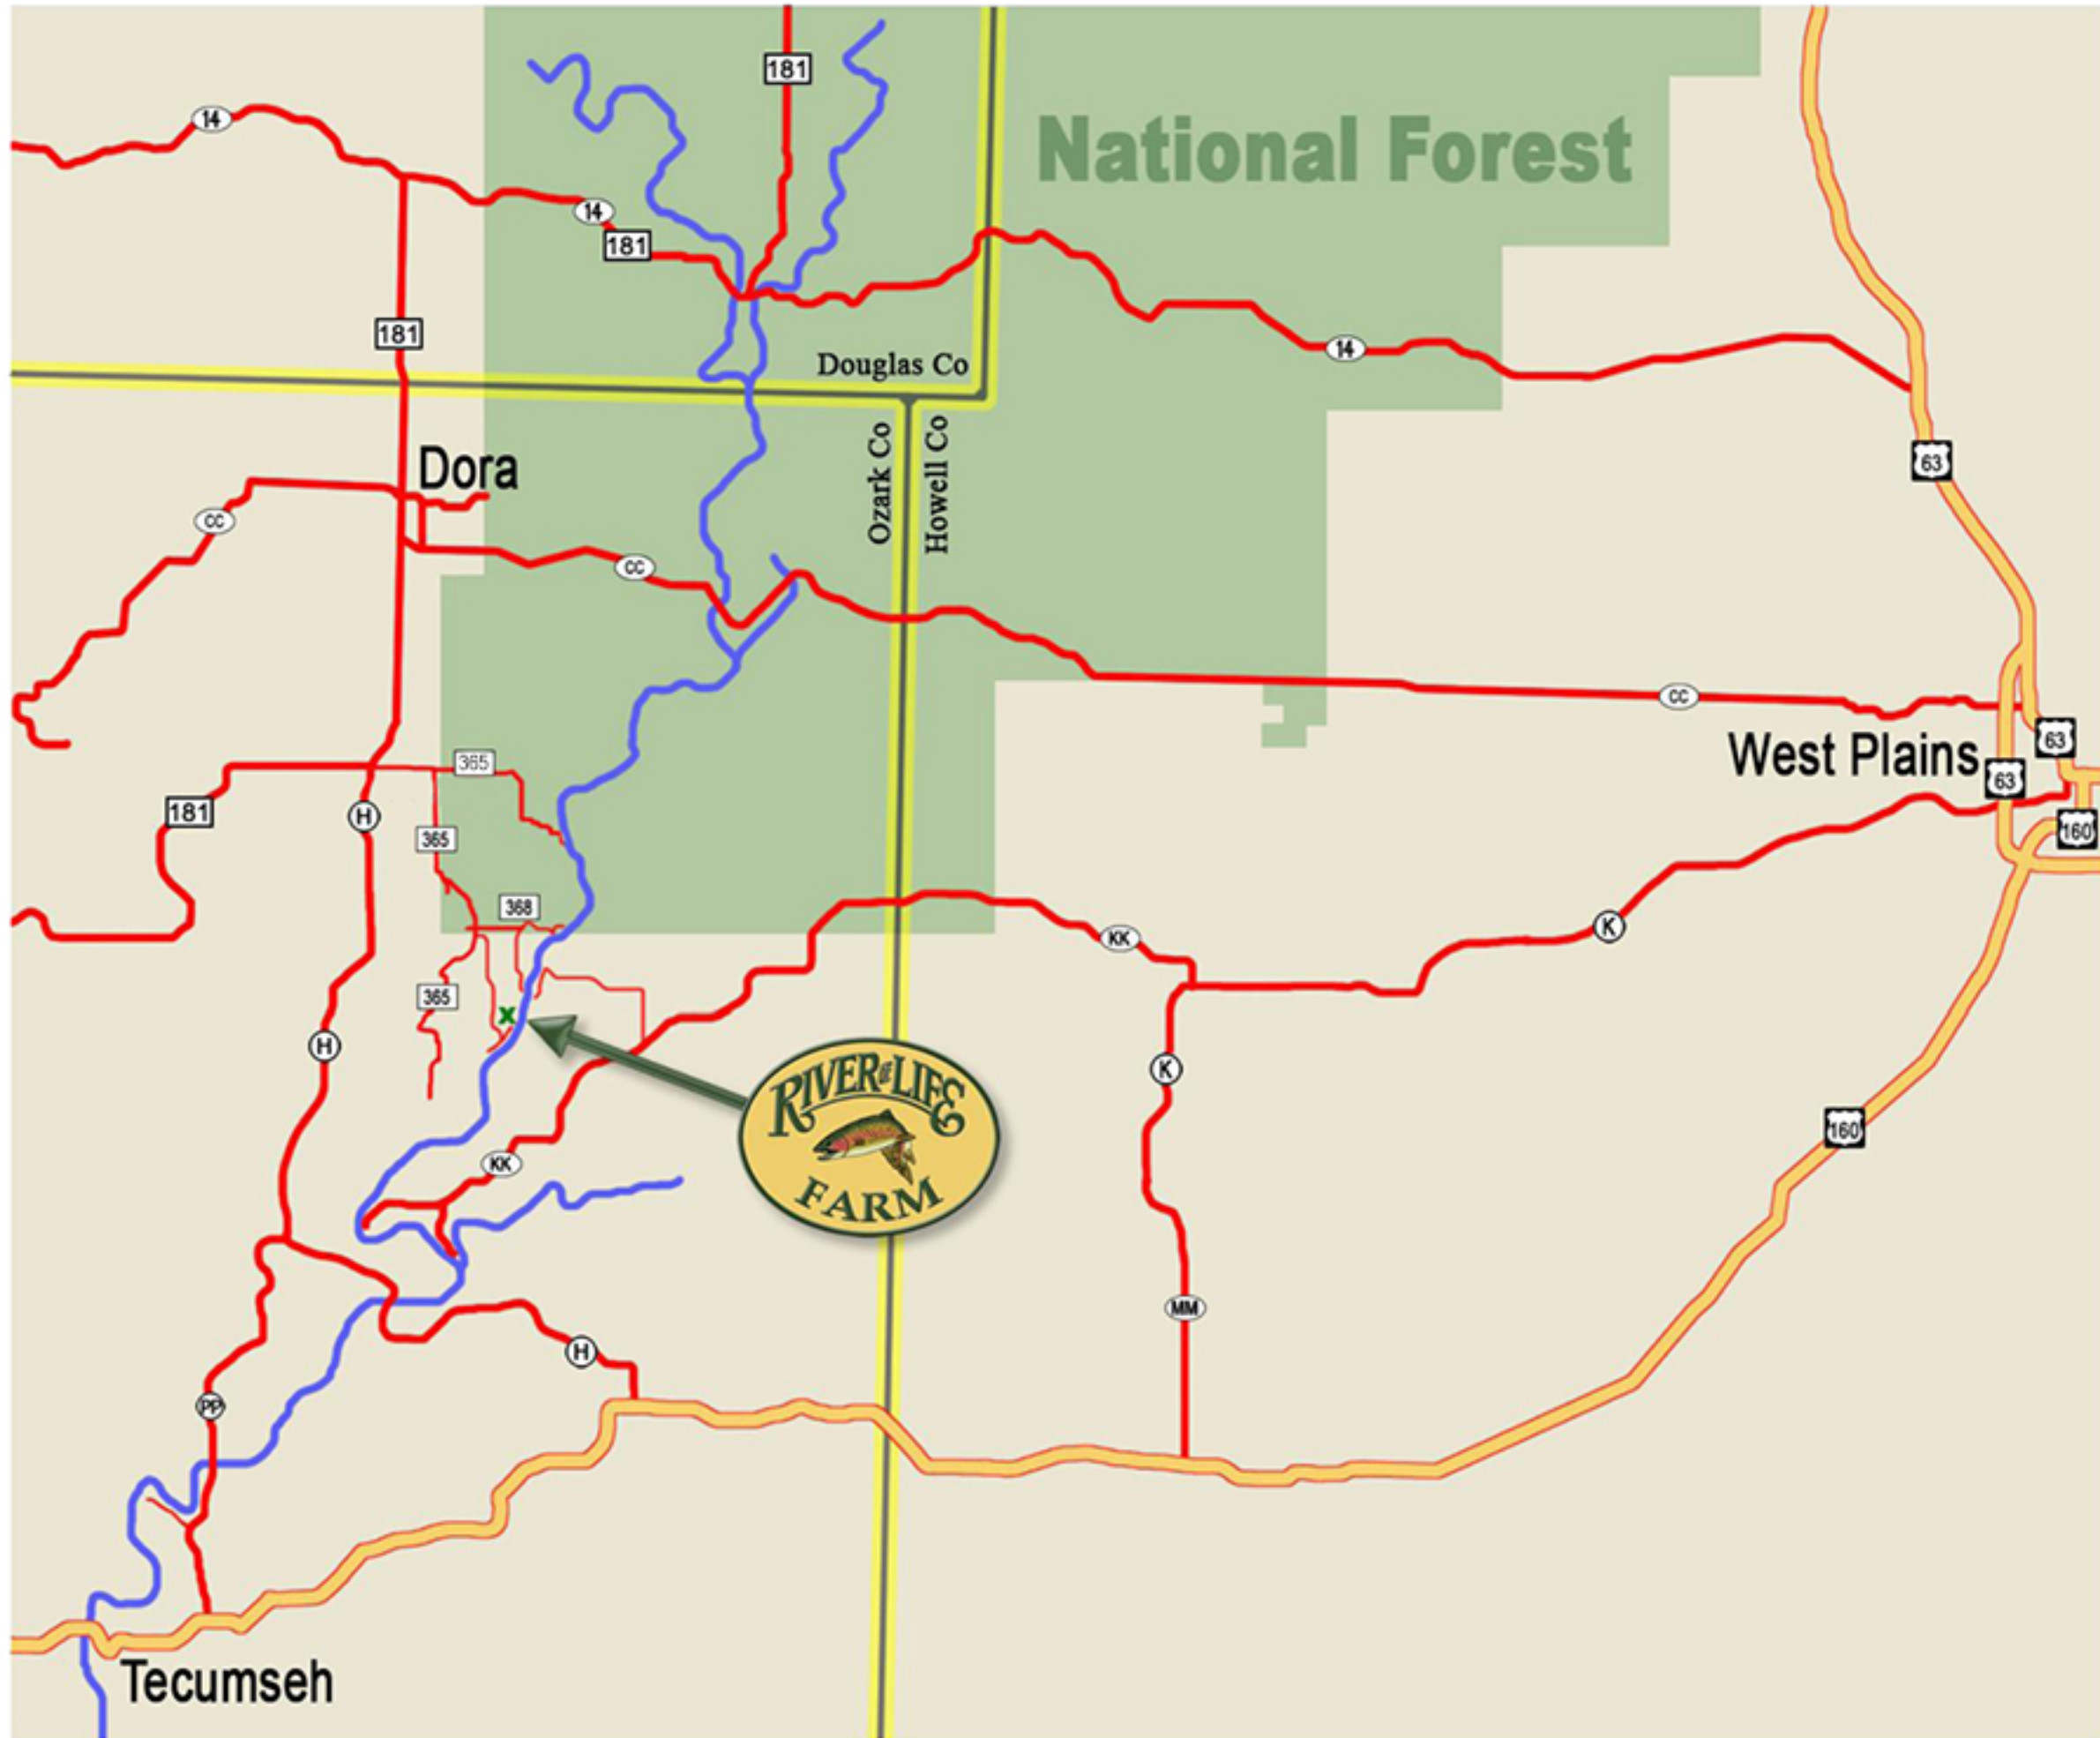 181
14
National Forest
14
181
181
14
Douglas Co
Ozark Co
Howell Co
63
Dora
CC
CC
CC
West Plains
63
63
365
181
H
365
160
368
K
KK
365
H
K
RIVER OF LIFE
FARM
160
KK
MM
H
PP
x
Tecumseh